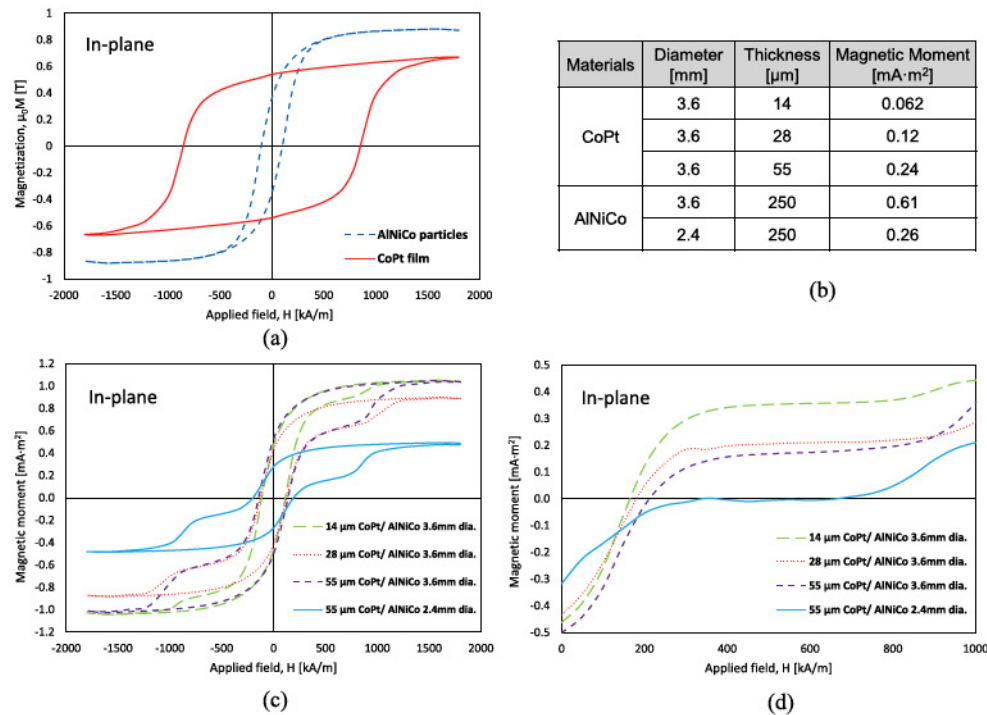 In-plane
Magnetization, µ₀M [T]
1
0.8
0.6
0.4
0.2
0
-0.2
-0.4
-0.6
-0.8
-1
-2000 -1500 -1000 -500 0 500 1000 1500 2000
Applied field, H [kA/m]
AlNiCo particles
CoPt film
(a)
Materials Diameter [mm] Thickness [µm] Magnetic Moment [mA·m²]
CoPt 3.6 14 0.062
3.6 28 0.12
3.6 55 0.24
AlNiCo 3.6 250 0.61
2.4 250 0.26
(b)
In-plane
Magnetic moment [mA·m²]
1.2
1.0
0.8
0.6
0.4
0.2
0.0
-0.2
-0.4
-0.6
-0.8
-1.0
-1.2
-2000 -1500 -1000 -500 0 500 1000 1500 2000
Applied field, H [kA/m]
14 µm CoPt/ AlNiCo 3.6mm dia.
28 µm CoPt/ AlNiCo 3.6mm dia.
55 µm CoPt/ AlNiCo 3.6mm dia.
55 µm CoPt/ AlNiCo 2.4mm dia.
(c)
In-plane
Magnetic moment [mA·m²]
0.5
0.4
0.3
0.2
0.1
0.0
-0.1
-0.2
-0.3
-0.4
-0.5
0 200 400 600 800 1000
Applied field, H [kA/m]
14 µm CoPt/ AlNiCo 3.6mm dia.
28 µm CoPt/ AlNiCo 3.6mm dia.
55 µm CoPt/ AlNiCo 3.6mm dia.
55 µm CoPt/ AlNiCo 2.4mm dia.
(d)